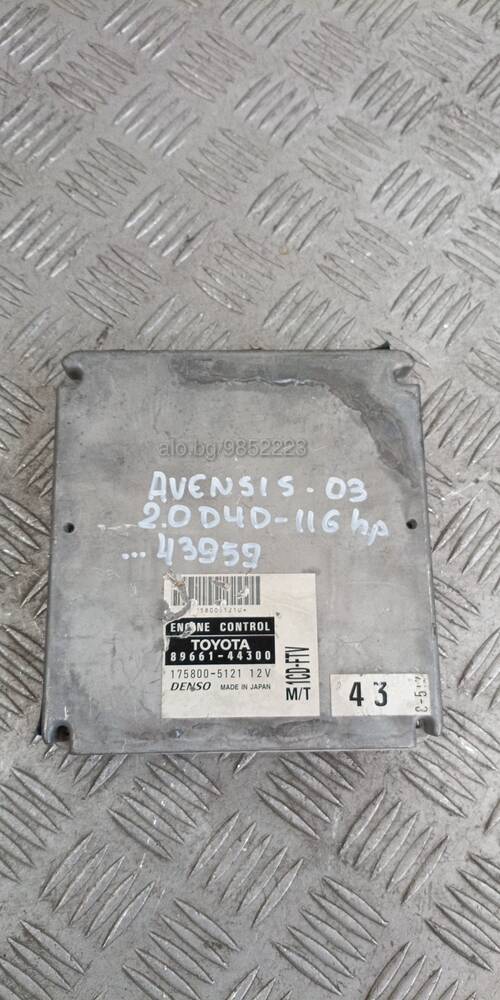 alo.bg/9852223
AVENSIS - 03
2.0 D4D - 116 hp
... 43959
ENGINE CONTROL
TOYOTA
89661-44300
175800-5121 12V
DENSO MADE IN JAPAN
M/T
1CD-FTV
43